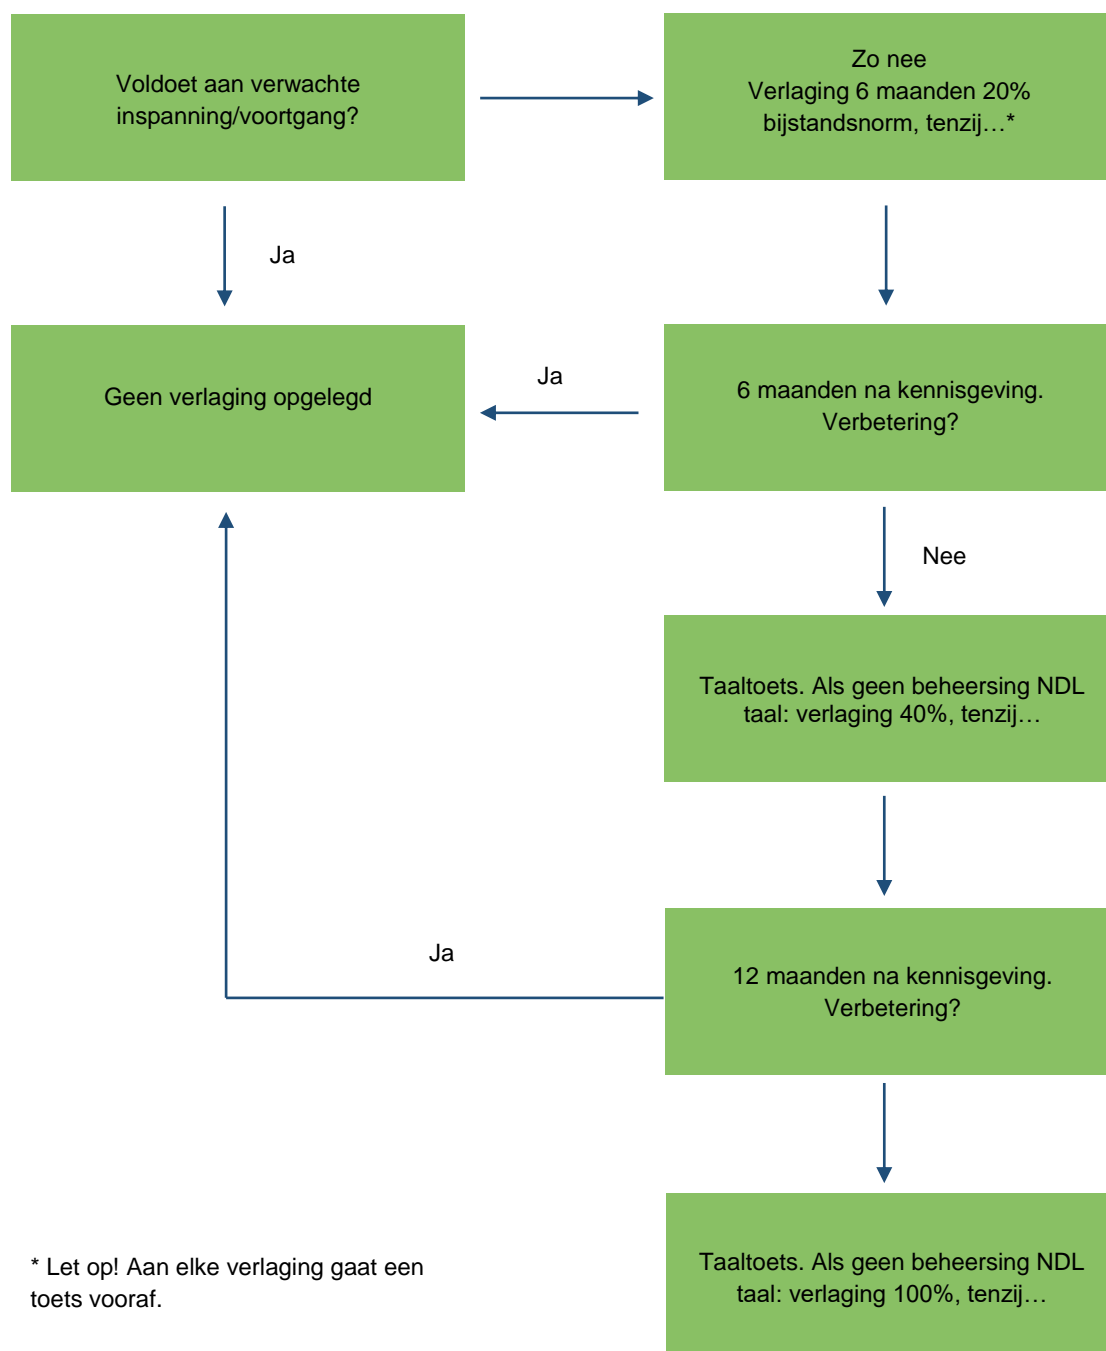 Voldoet aan verwachte
inspanning/voortgang?
Zo nee
Verlaging 6 maanden 20%
bijstandsnorm, tenzij…*
Ja
Geen verlaging opgelegd
Ja
6 maanden na kennisgeving.
Verbetering?
Nee
Taaltoets. Als geen beheersing NDL
taal: verlaging 40%, tenzij…
Ja
12 maanden na kennisgeving.
Verbetering?
Taaltoets. Als geen beheersing NDL
taal: verlaging 100%, tenzij…
* Let op! Aan elke verlaging gaat een
toets vooraf.